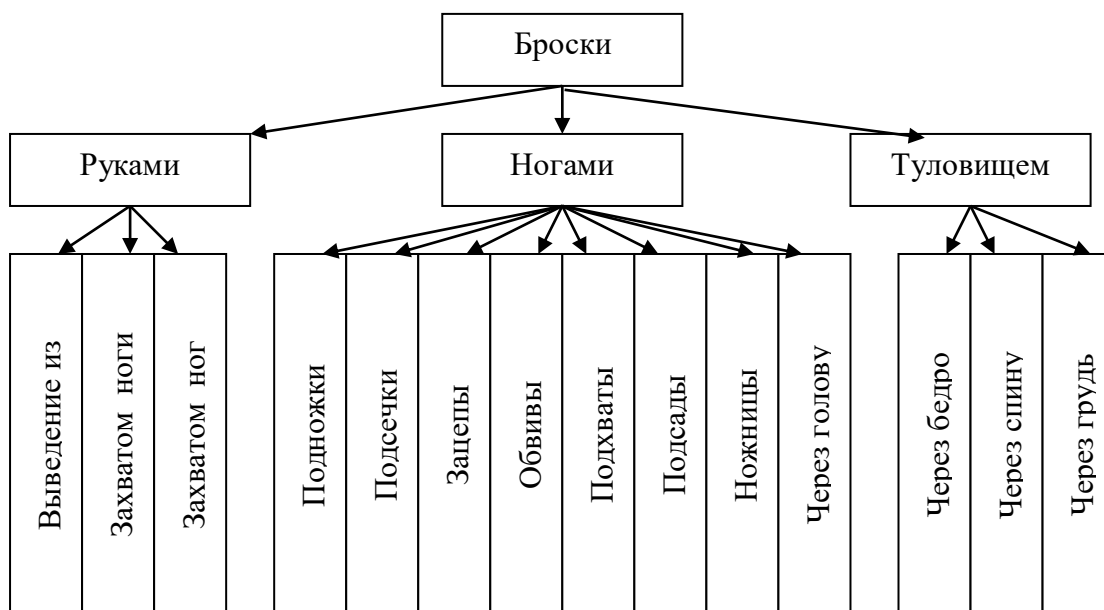 Броски
Руками
Ногами
Туловищем
Выведение из
Захватом ноги
Захватом ног
Подножки
Подсечки
Зацепы
Обвивы
Подхваты
Подсады
Ножницы
Через голову
Через бедро
Через спину
Через грудь